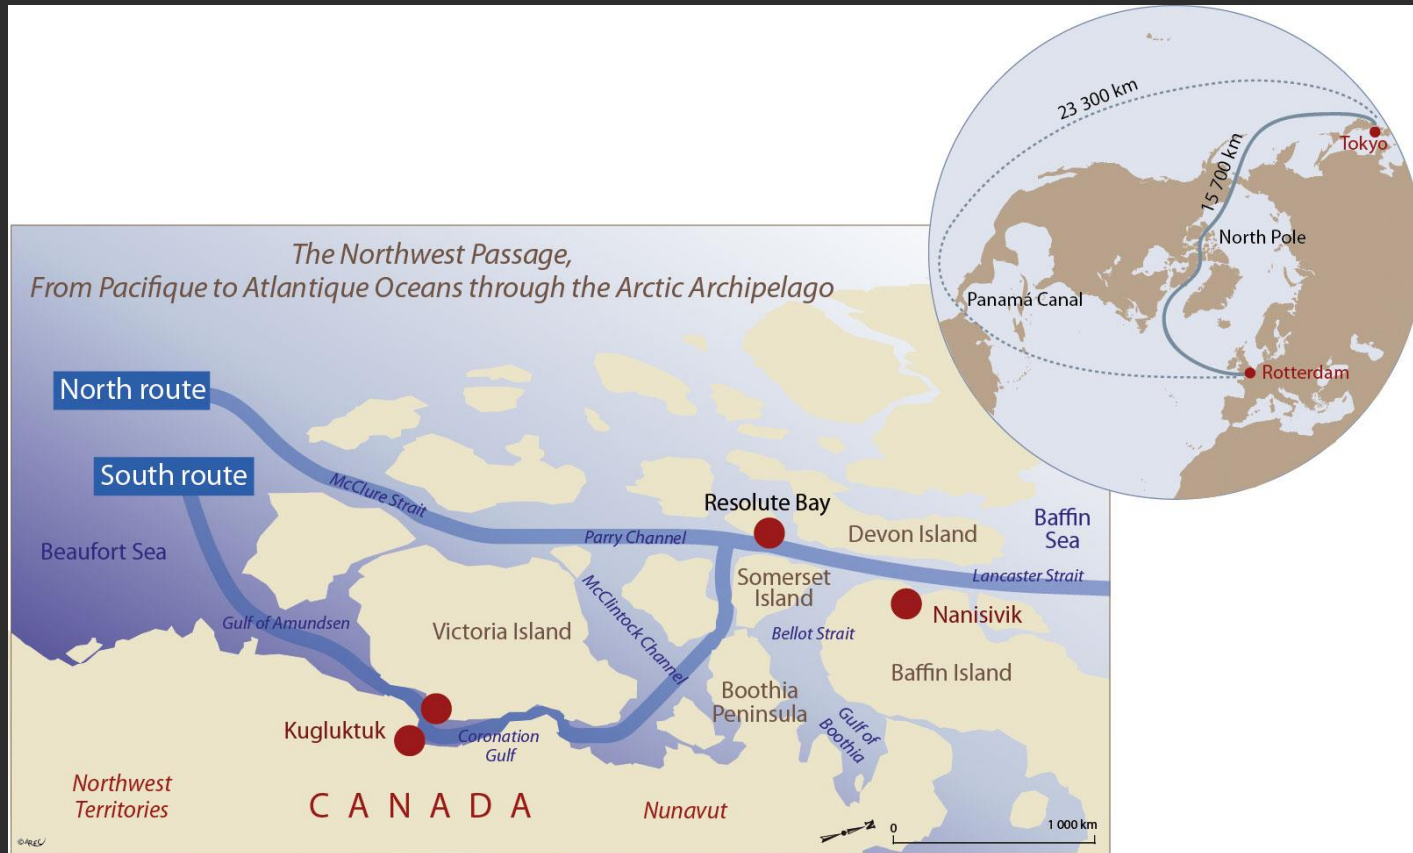 The Northwest Passage,
From Pacifique to Atlantique Oceans through the Arctic Archipelago
23 300 km
15 700 km
Tokyo
North Pole
Panamá Canal
Rotterdam
North route
South route
McClure Strait
Resolute Bay
Beaufort Sea
Parry Channel
Devon Island
Baffin
Sea
Lancaster Strait
Somerset
Island
Gulf of Amundsen
Victoria Island
McClintock Channel
Bellot Strait
Nanisivik
Baffin Island
Boothia
Peninsula
Gulf of
Boothia
Kugluktuk
Coronation
Gulf
Northwest
Territories
CANADA
Nunavut
N
0
1 000 km